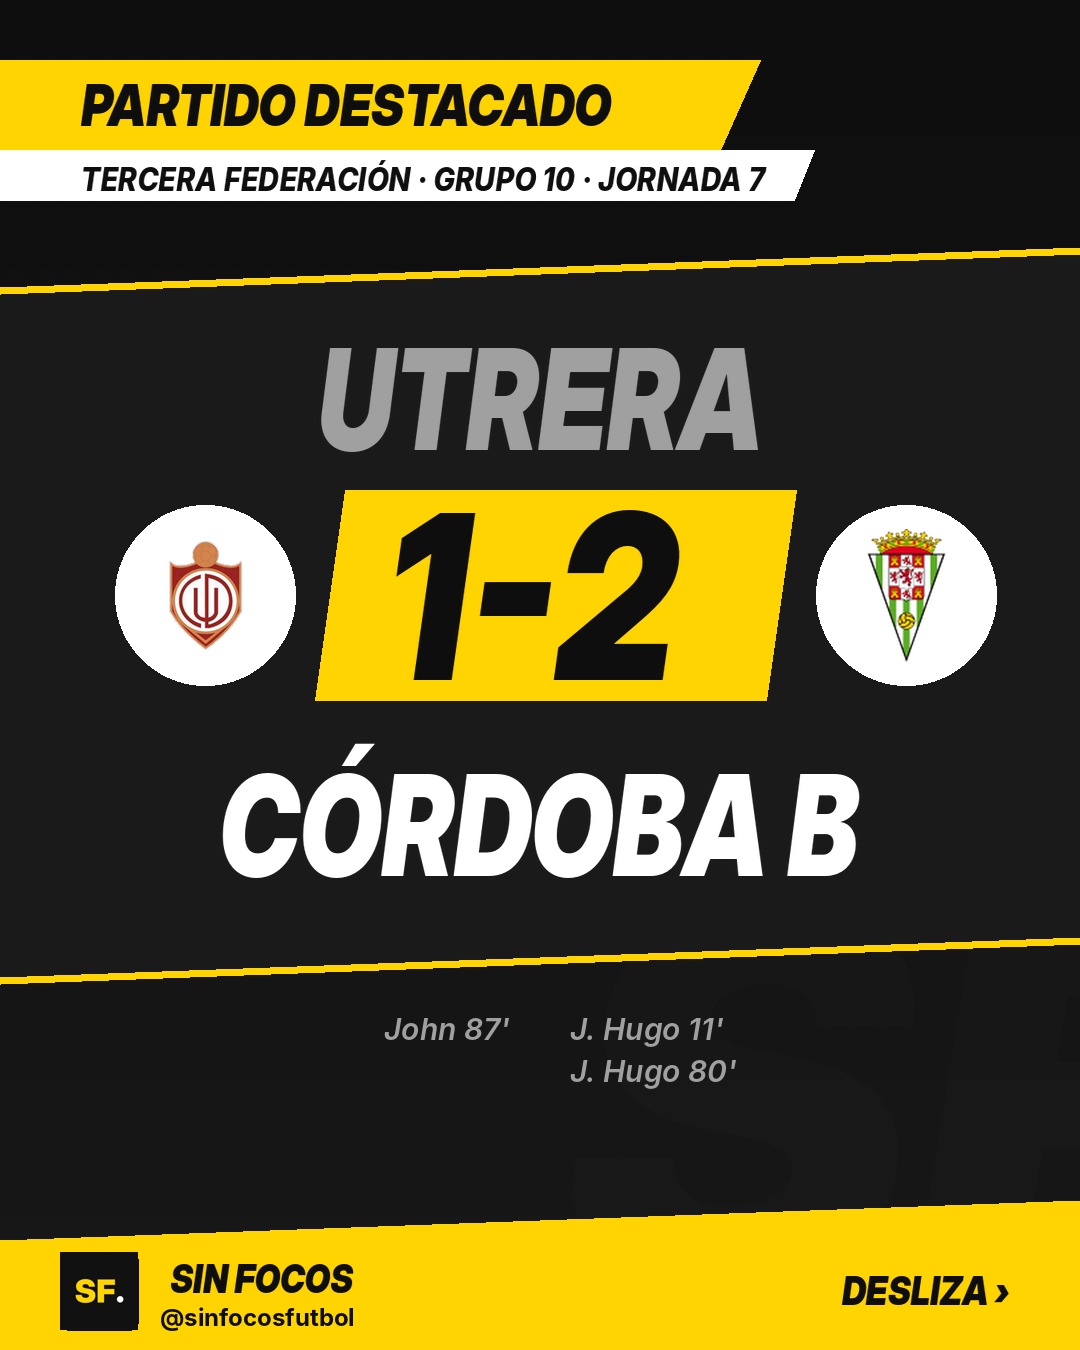 PARTIDO DESTACADO
TERCERA FEDERACIÓN · GRUPO 10 · JORNADA 7
UTRERA
1-2
CÓRDOBA B
John 87'
J. Hugo 11'
J. Hugo 80'
SF.
SIN FOCOS
@sinfocosfutbol
DESLIZA ›